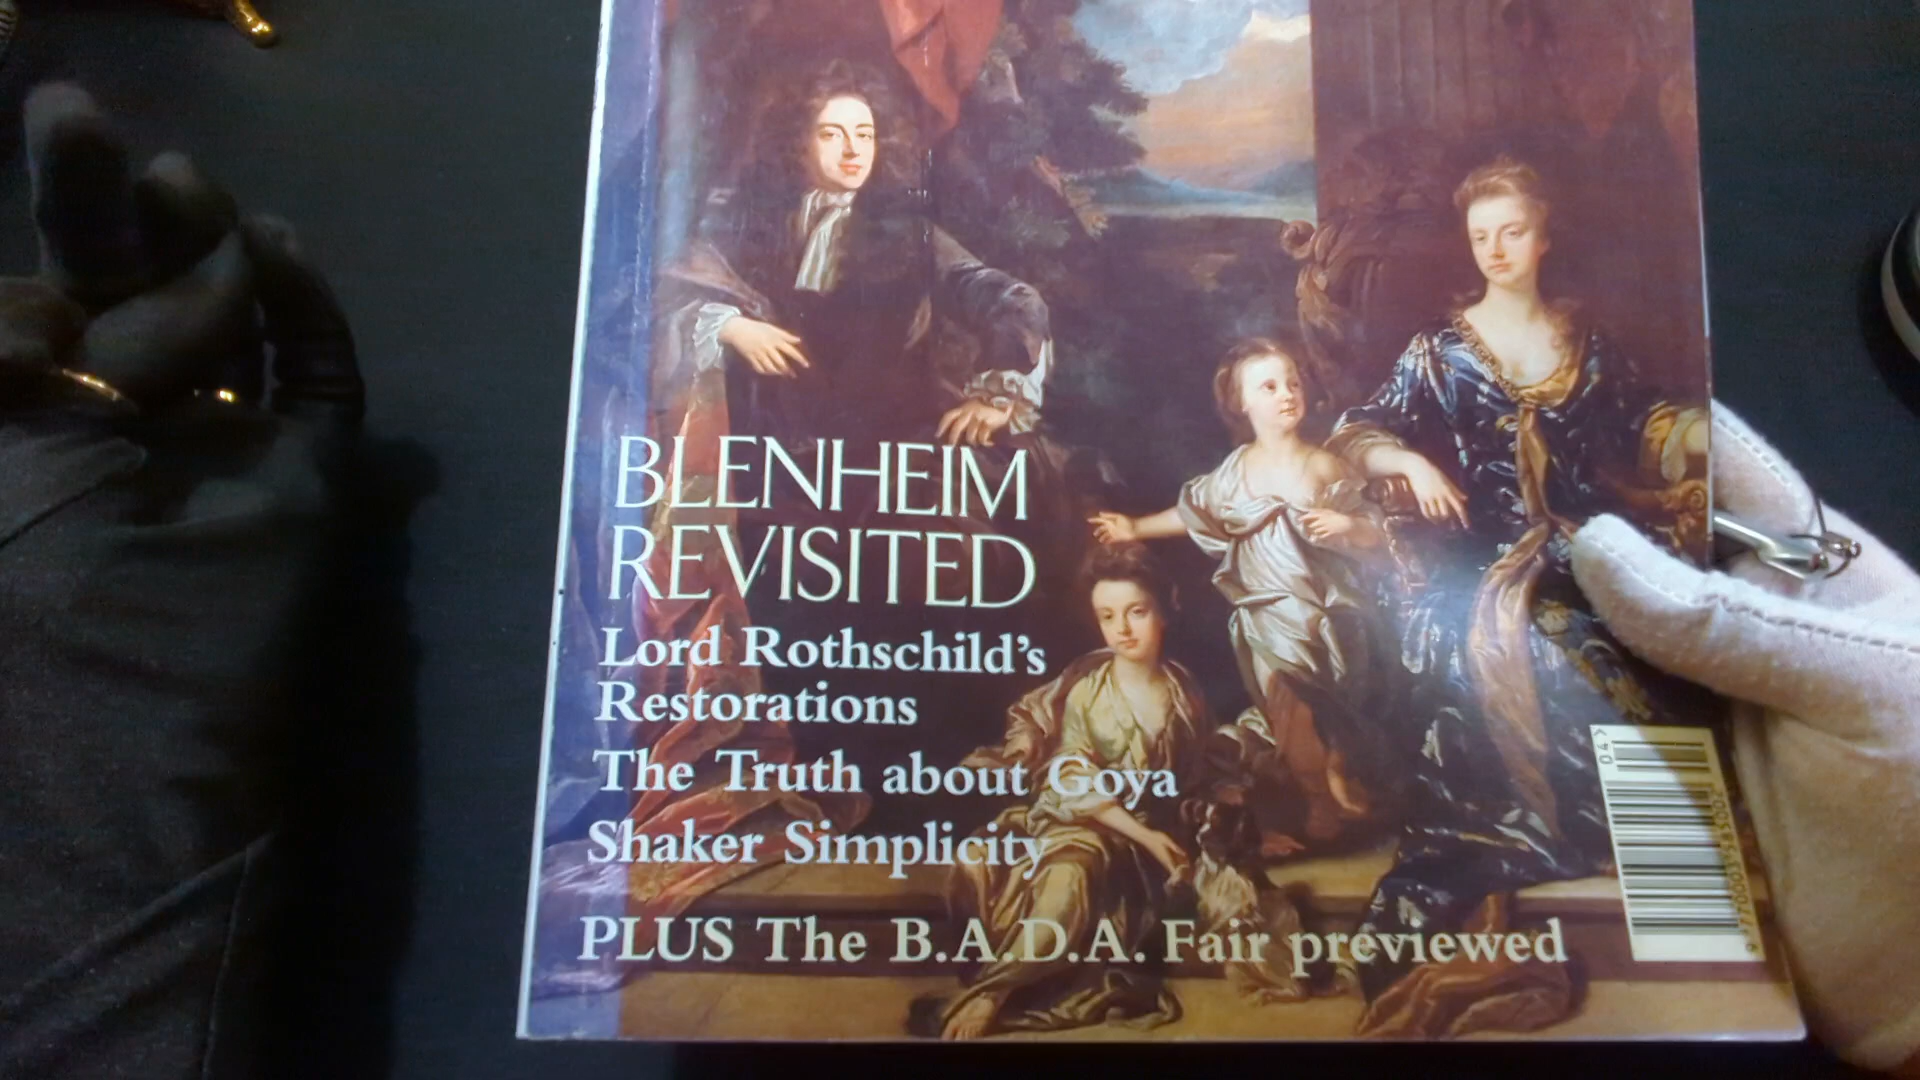 BLENHEIM
REVISITED
Lord Rothschild's
Restorations
The Truth about Goya
Shaker Simplicity
PLUS The B.A.D.A. Fair previewed
04>